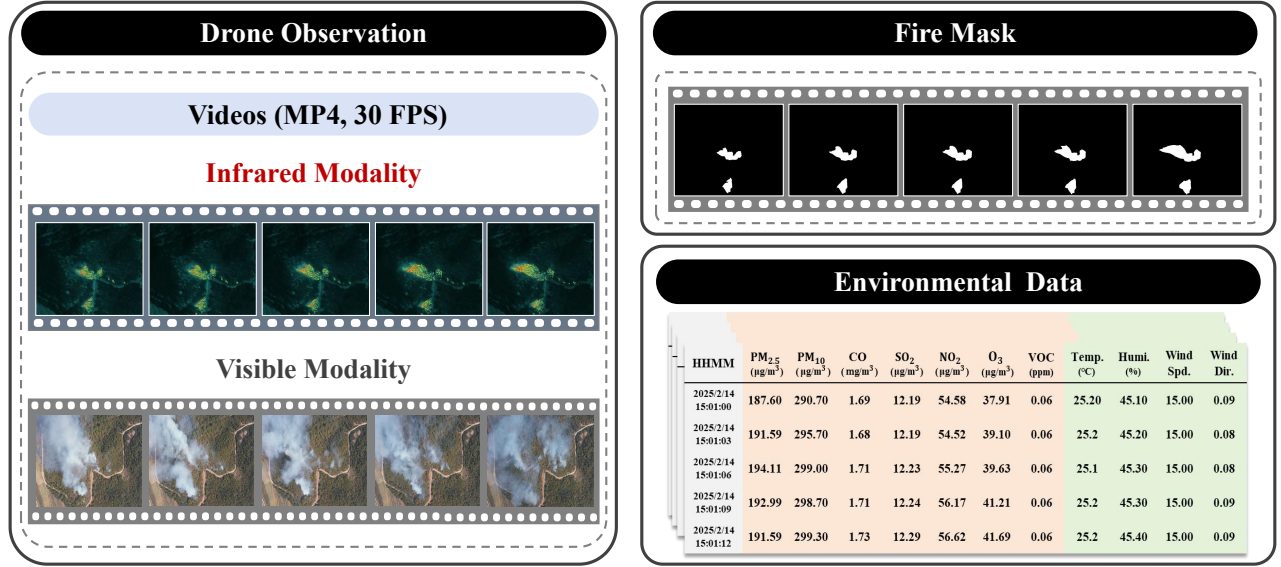 Drone Observation
Videos (MP4, 30 FPS)
Infrared Modality
Visible Modality
Fire Mask
Environmental Data
HHMM PM2.5 (μg/m³) PM10 (μg/m³) CO (mg/m³) SO2 (μg/m³) NO2 (μg/m³) O3 (μg/m³) VOC (ppm) Temp. (°C) Humi. (%) Wind Spd. Wind Dir.
2025/2/14 15:01:00 187.60 290.70 1.69 12.19 54.58 37.91 0.06 25.20 45.10 15.00 0.09
2025/2/14 15:01:03 191.59 295.70 1.68 12.19 54.52 39.10 0.06 25.2 45.20 15.00 0.08
2025/2/14 15:01:06 194.11 299.00 1.71 12.23 55.27 39.63 0.06 25.1 45.30 15.00 0.08
2025/2/14 15:01:09 192.99 298.70 1.71 12.24 56.17 41.21 0.06 25.2 45.30 15.00 0.09
2025/2/14 15:01:12 191.59 299.30 1.73 12.29 56.62 41.69 0.06 25.2 45.40 15.00 0.09